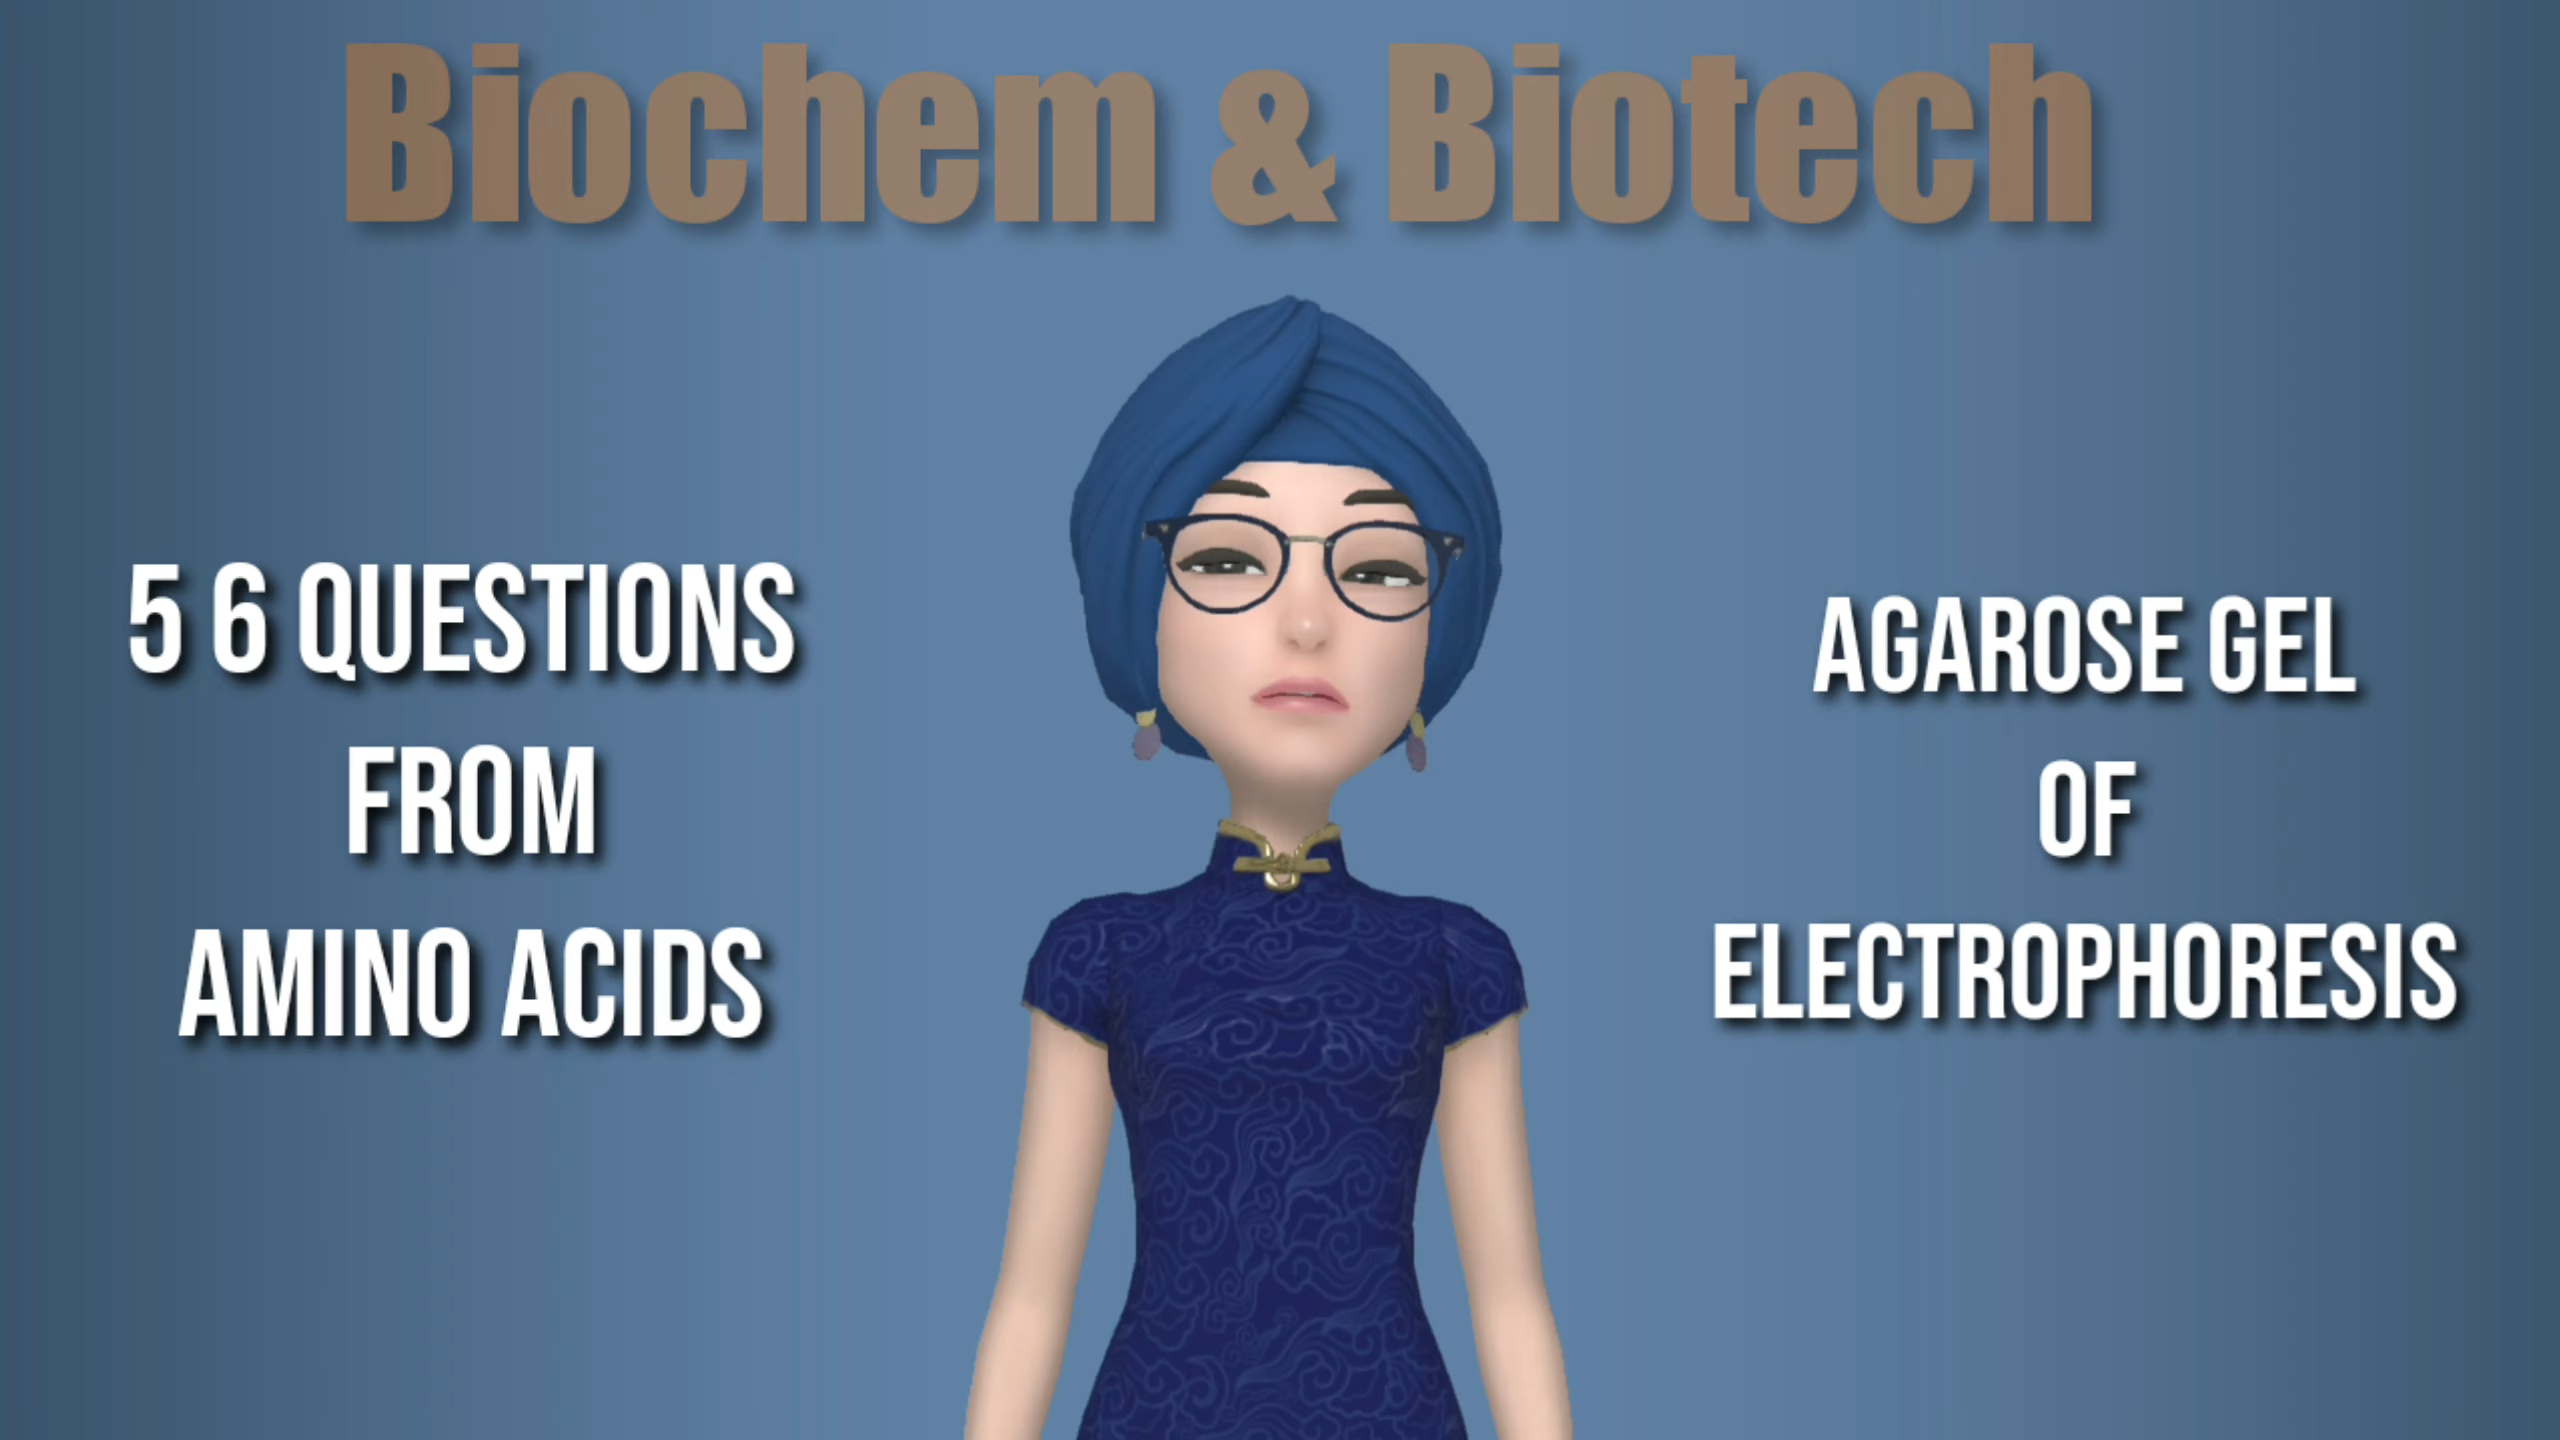 Biochem & Biotech
5 6 QUESTIONS
FROM
AMINO ACIDS
AGAROSE GEL
OF
ELECTROPHORESIS